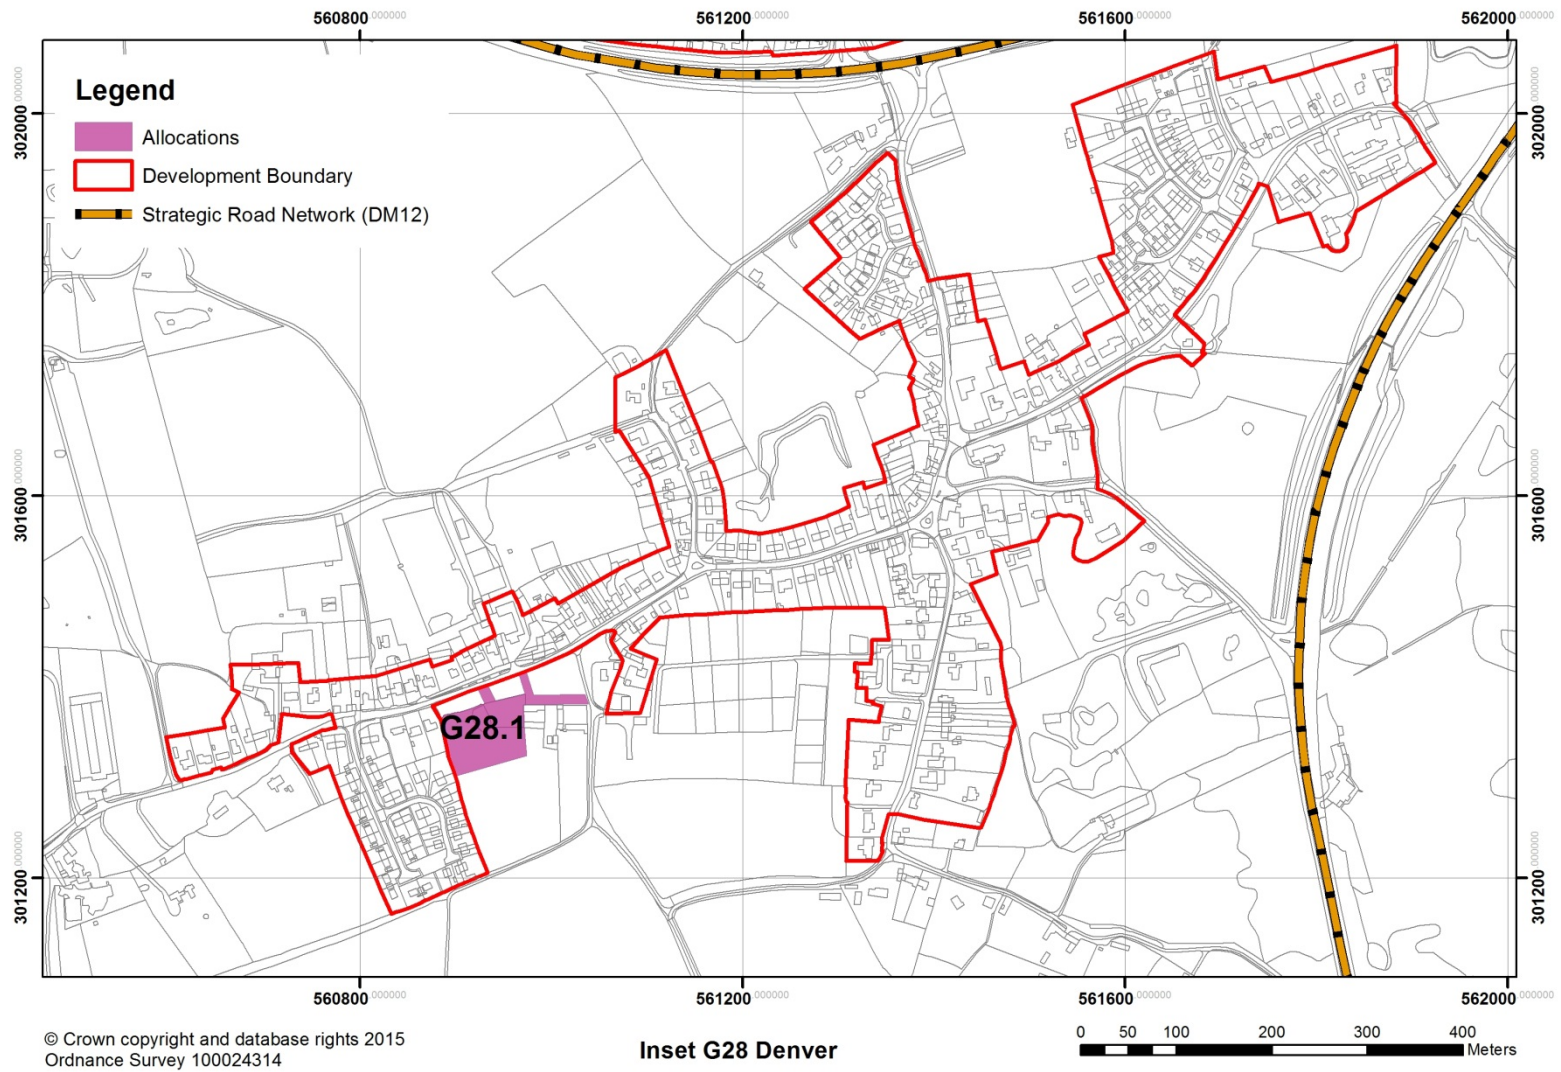 560800.000000 561200.000000 561600.000000 562000.000000
302000.000000
302000.000000
Legend
Allocations
Development Boundary
Strategic Road Network (DM12)
301600.000000
301600.000000
G28.1
301200.000000
301200.000000
560800.000000 561200.000000 561600.000000 562000.000000
© Crown copyright and database rights 2015
Ordnance Survey 100024314
Inset G28 Denver
0 50 100 200 300 400
Meters